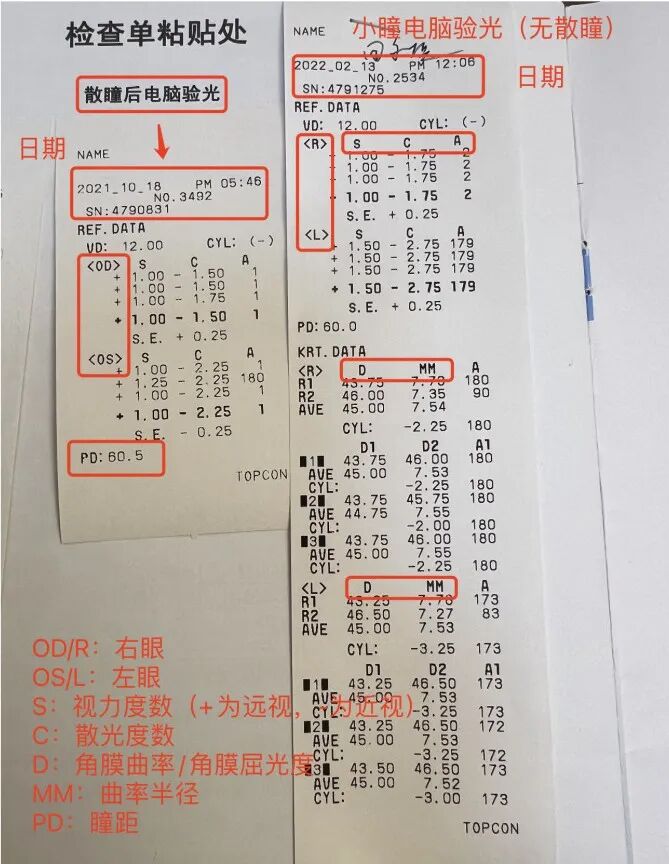 检查单粘贴处
散瞳后电脑验光
日期
NAME
2021_10_18 PM 05:46
NO.3492
SN:4790831
REF.DATA
VD: 12.00 CYL: (-)
<OD> S C A
+ 1.00 - 1.50 1
+ 1.00 - 1.50 1
+ 1.00 - 1.75 1
+ 1.00 - 1.50 1
S.E. + 0.25
<OS> S C A
+ 1.00 - 2.25 1
+ 1.25 - 2.25 180
+ 1.00 - 2.25 1
+ 1.00 - 2.25 1
S.E. - 0.25
PD:60.5
TOPCON
小瞳电脑验光（无散瞳）
NAME
2022_02_13 PM 12:06
NO.2534
SN:4791275
日期
REF.DATA
VD: 12.00 CYL: (-)
<R> S C A
1.00 - 1.75 2
1.00 - 1.75 2
1.00 - 1.75 2
1.00 - 1.75 2
S.E. + 0.25
<L> S C A
+ 1.50 - 2.75 179
+ 1.50 - 2.75 179
+ 1.50 - 2.75 179
+ 1.50 - 2.75 179
S.E. + 0.25
PD:60.0
KRT.DATA
<R> D MM A
R1 43.75 7.70 180
R2 46.00 7.35 90
AVE 45.00 7.54
CYL: -2.25 180
D1 D2 A1
1 43.75 46.00 180
AVE 45.00 7.53
CYL: -2.25 180
2 43.75 45.75 180
AVE 44.75 7.55
CYL: -2.00 180
3 43.75 46.00 180
AVE 45.00 7.55
CYL: -2.25 180
<L> D MM A
R1 43.25 7.78 173
R2 46.50 7.27 83
AVE 45.00 7.53
CYL: -3.25 173
D1 D2 A1
1 43.25 46.50 173
AVE 45.00 7.53
CYL: -3.25 173
2 43.25 46.50 172
AVE 45.00 7.53
CYL: -3.25 172
3 43.50 46.50 173
AVE 45.00 7.52
CYL: -3.00 173
TOPCON
OD/R：右眼
OS/L：左眼
S：视力度数（+为远视，-为近视）
C：散光度数
D：角膜曲率/角膜屈光度
MM：曲率半径
PD：瞳距